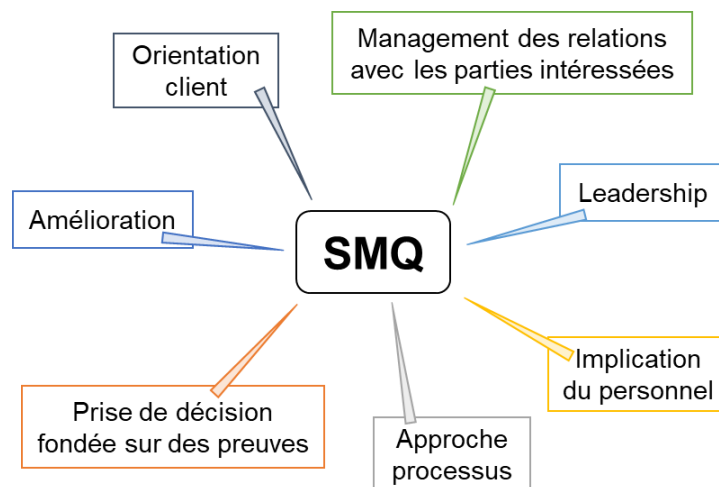 Orientation
client
Management des relations
avec les parties intéressées
Leadership
Amélioration
SMQ
Implication
du personnel
Prise de décision
fondée sur des preuves
Approche
processus